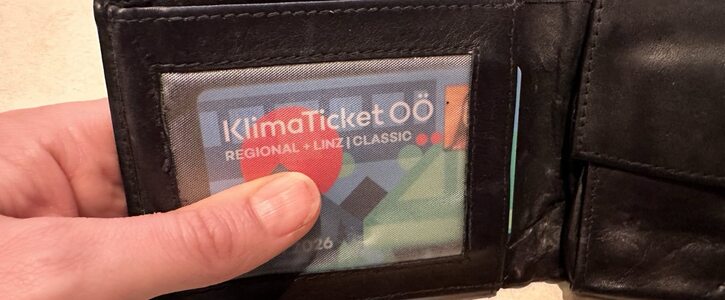 KlimaTicket OÖ
REGIONAL + LINZ | CLASSIC